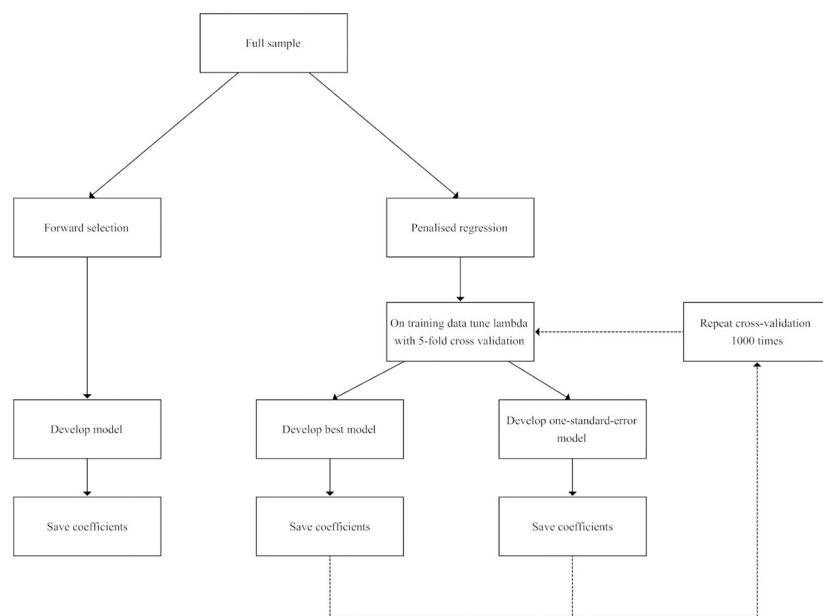 Full sample
Forward selection
Penalised regression
On training data tune lambda
with 5-fold cross validation
Repeat cross-validation
1000 times
Develop model
Develop best model
Develop one-standard-error
model
Save coefficients
Save coefficients
Save coefficients